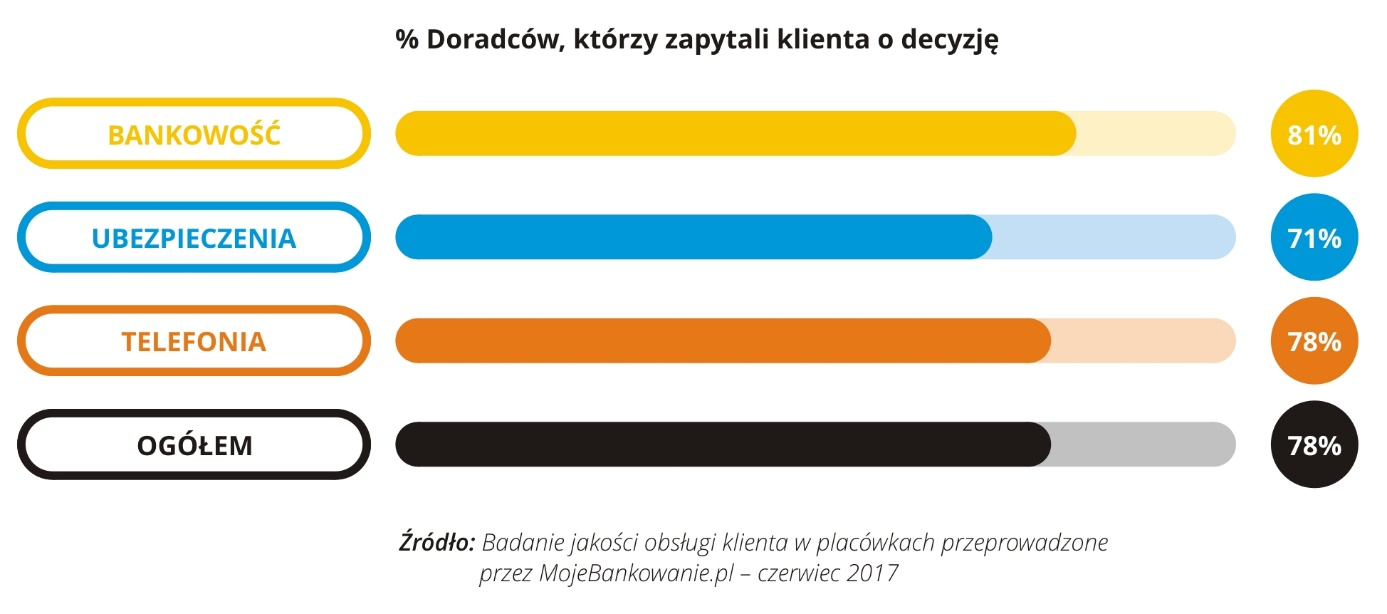 % Doradców, którzy zapytali klienta o decyzję
BANKOWOŚĆ
81%
UBEZPIECZENIA
71%
TELEFONIA
78%
OGÓŁEM
78%
Źródło: Badanie jakości obsługi klienta w placówkach przeprowadzone
przez MojeBankowanie.pl – czerwiec 2017